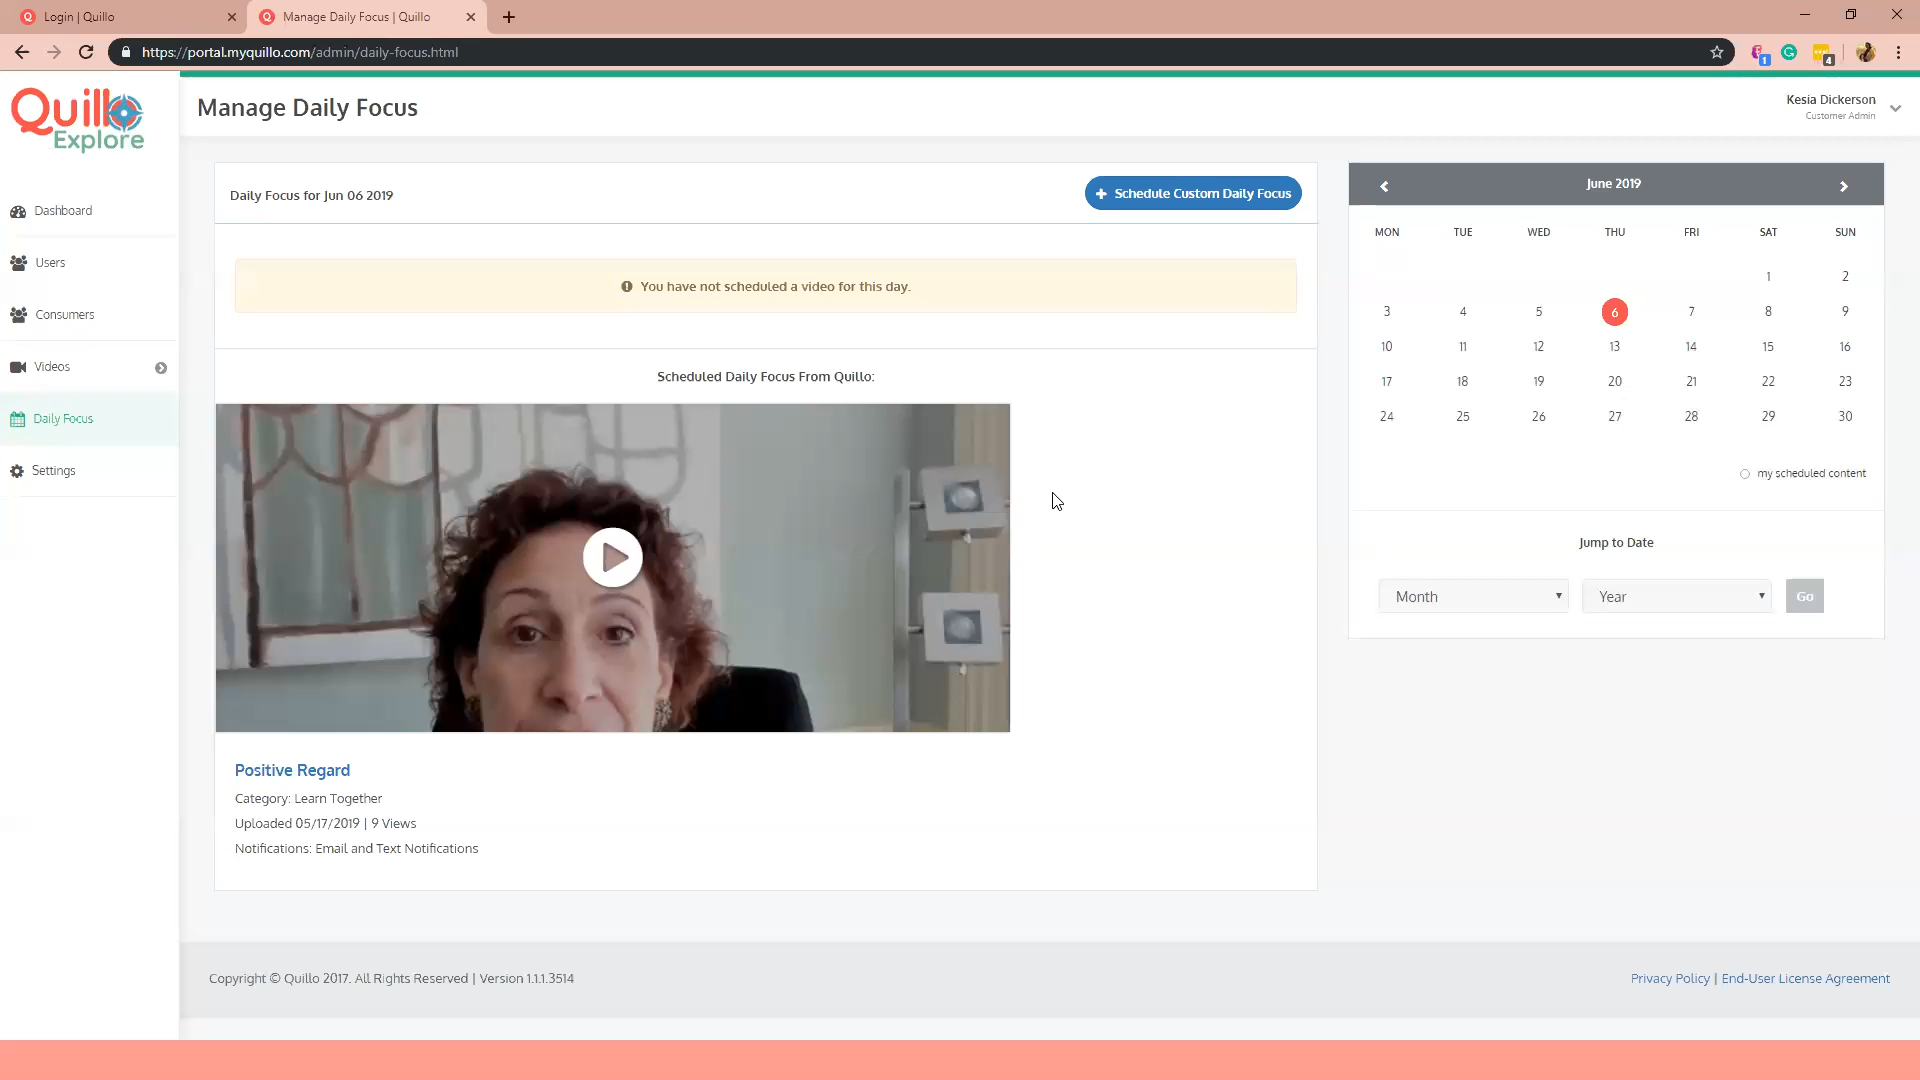 Login | Quillo
Manage Daily Focus | Quillo
https://portal.myquillo.com/admin/daily-focus.html
1
4
Quillo
Explore
Manage Daily Focus
Kesia Dickerson
Customer Admin
Dashboard
Users
Consumers
Videos
Daily Focus
Settings
Daily Focus for Jun 06 2019
Schedule Custom Daily Focus
You have not scheduled a video for this day.
Scheduled Daily Focus From Quillo:
Positive Regard
Category: Learn Together
Uploaded 05/17/2019 | 9 Views
Notifications: Email and Text Notifications
June 2019
MON TUE WED THU FRI SAT SUN
1 2
3 4 5 6 7 8 9
10 11 12 13 14 15 16
17 18 19 20 21 22 23
24 25 26 27 28 29 30
my scheduled content
Jump to Date
Month Year Go
Copyright © Quillo 2017. All Rights Reserved | Version 1.1.1.3514
Privacy Policy | End-User License Agreement